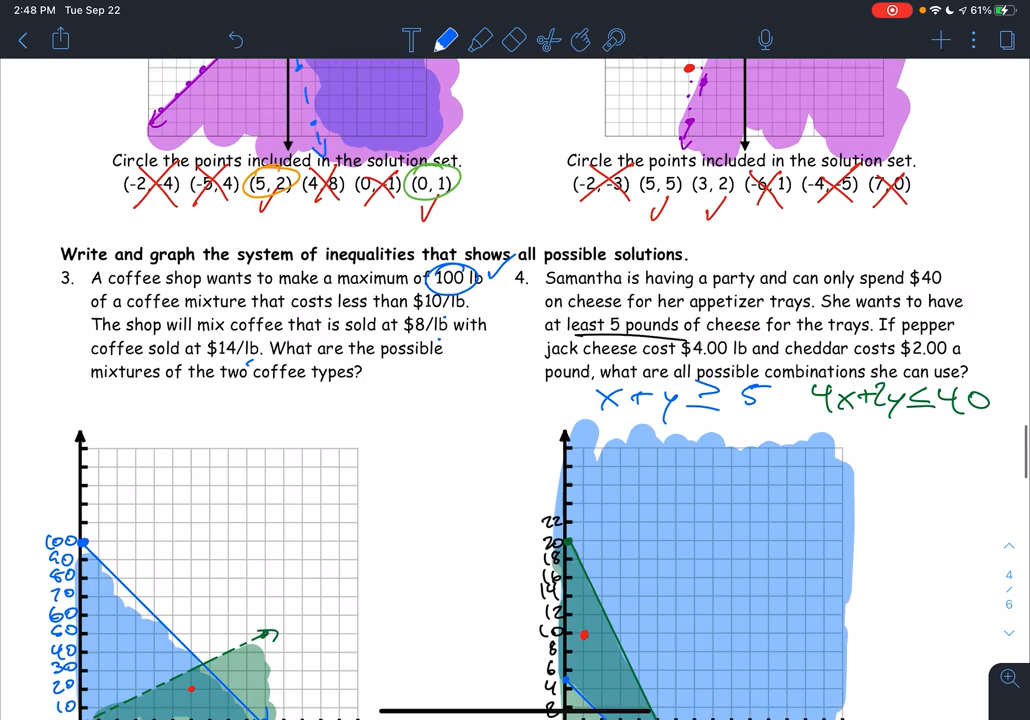 2:48 PM Tue Sep 22
61%
Circle the points included in the solution set.
(-2, -4) (-5, 4) (5, 2) (4, 8) (0, -1) (0, 1)
Circle the points included in the solution set.
(-2, -3) (5, 5) (3, 2) (-6, 1) (-4, -5) (7, 0)
Write and graph the system of inequalities that shows all possible solutions.
3. A coffee shop wants to make a maximum of 100 lb
of a coffee mixture that costs less than $10/lb.
The shop will mix coffee that is sold at $8/lb with
coffee sold at $14/lb. What are the possible
mixtures of the two coffee types?
4. Samantha is having a party and can only spend $40
on cheese for her appetizer trays. She wants to have
at least 5 pounds of cheese for the trays. If pepper
jack cheese cost $4.00 lb and cheddar costs $2.00 a
pound, what are all possible combinations she can use?
x + y ≥ 5
4x+2y ≤ 40
100
90
80
70
60
40
30
20
10
22
20
18
16
14
12
10
8
6
4
2
4
/
6